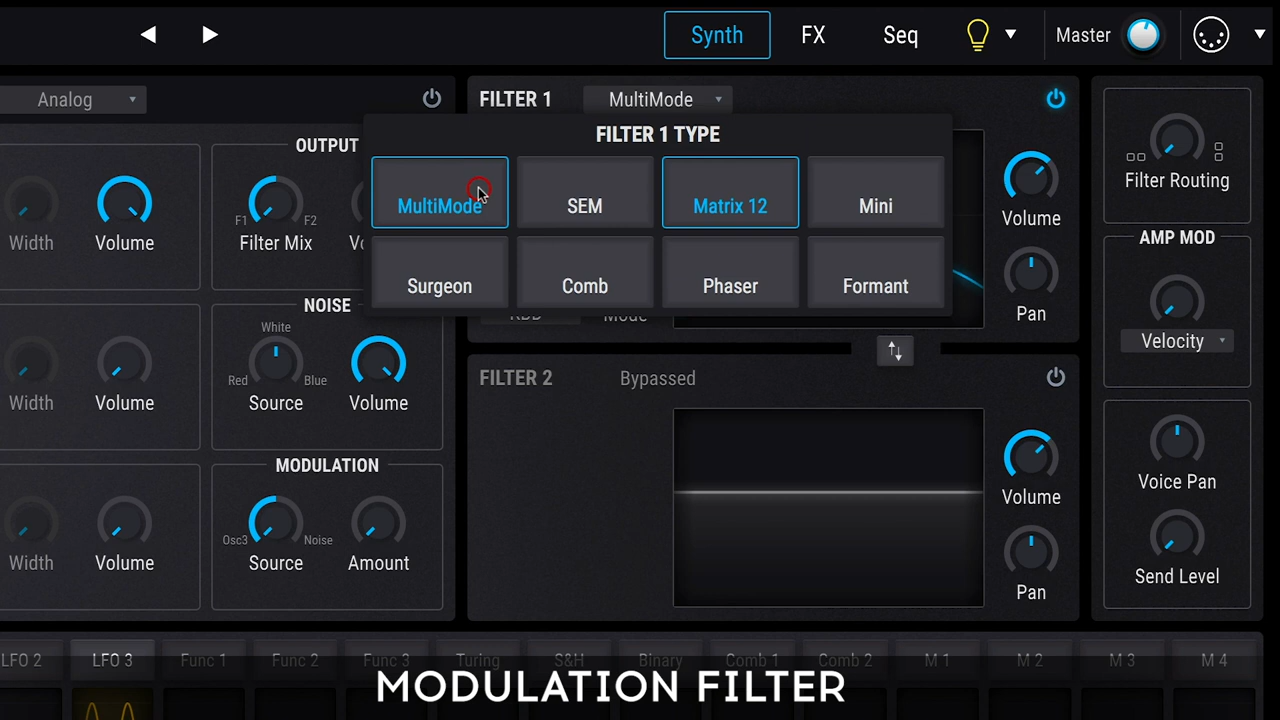 Synth
FX
Seq
Master
Analog
FILTER 1
MultiMode
FILTER 1 TYPE
MultiMode
SEM
Matrix 12
Mini
Surgeon
Comb
Phaser
Formant
OUTPUT
Width
Volume
F1
F2
Filter Mix
Volume
Pan
Mode
Filter Routing
AMP MOD
Velocity
NOISE
White
Red
Blue
Source
Volume
Width
Volume
FILTER 2
Bypassed
Volume
Pan
Voice Pan
Send Level
MODULATION
Osc3
Noise
Source
Amount
Width
Volume
LFO 2
LFO 3
Func 1
Func 2
Func 3
Turing
S&H
Binary
Comb 1
Comb 2
M 1
M 2
M 3
M 4
MODULATION FILTER